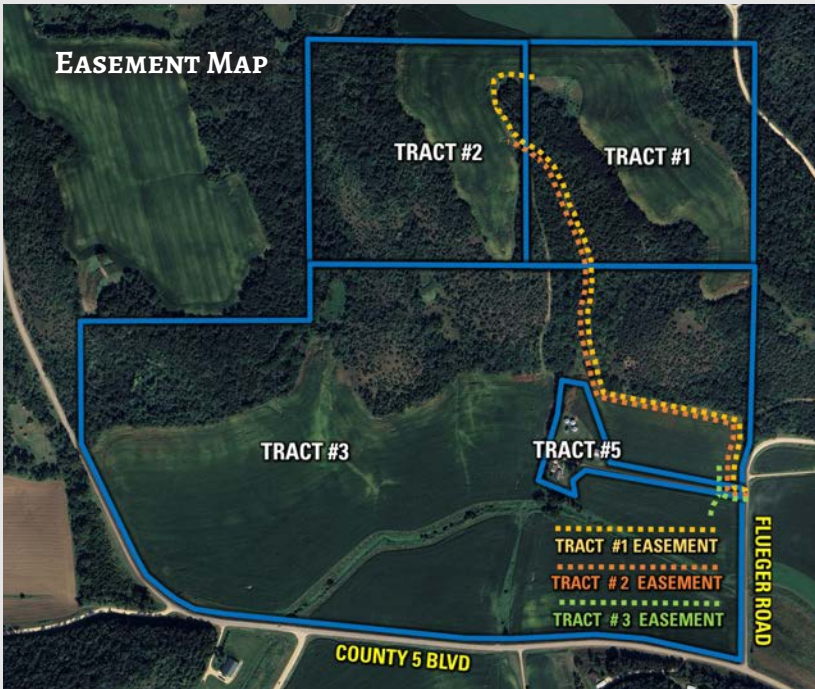 EASEMENT MAP
TRACT #2
TRACT #1
TRACT #3
TRACT #5
TRACT #1 EASEMENT
TRACT #2 EASEMENT
TRACT #3 EASEMENT
FLUEGER ROAD
COUNTY 5 BLVD